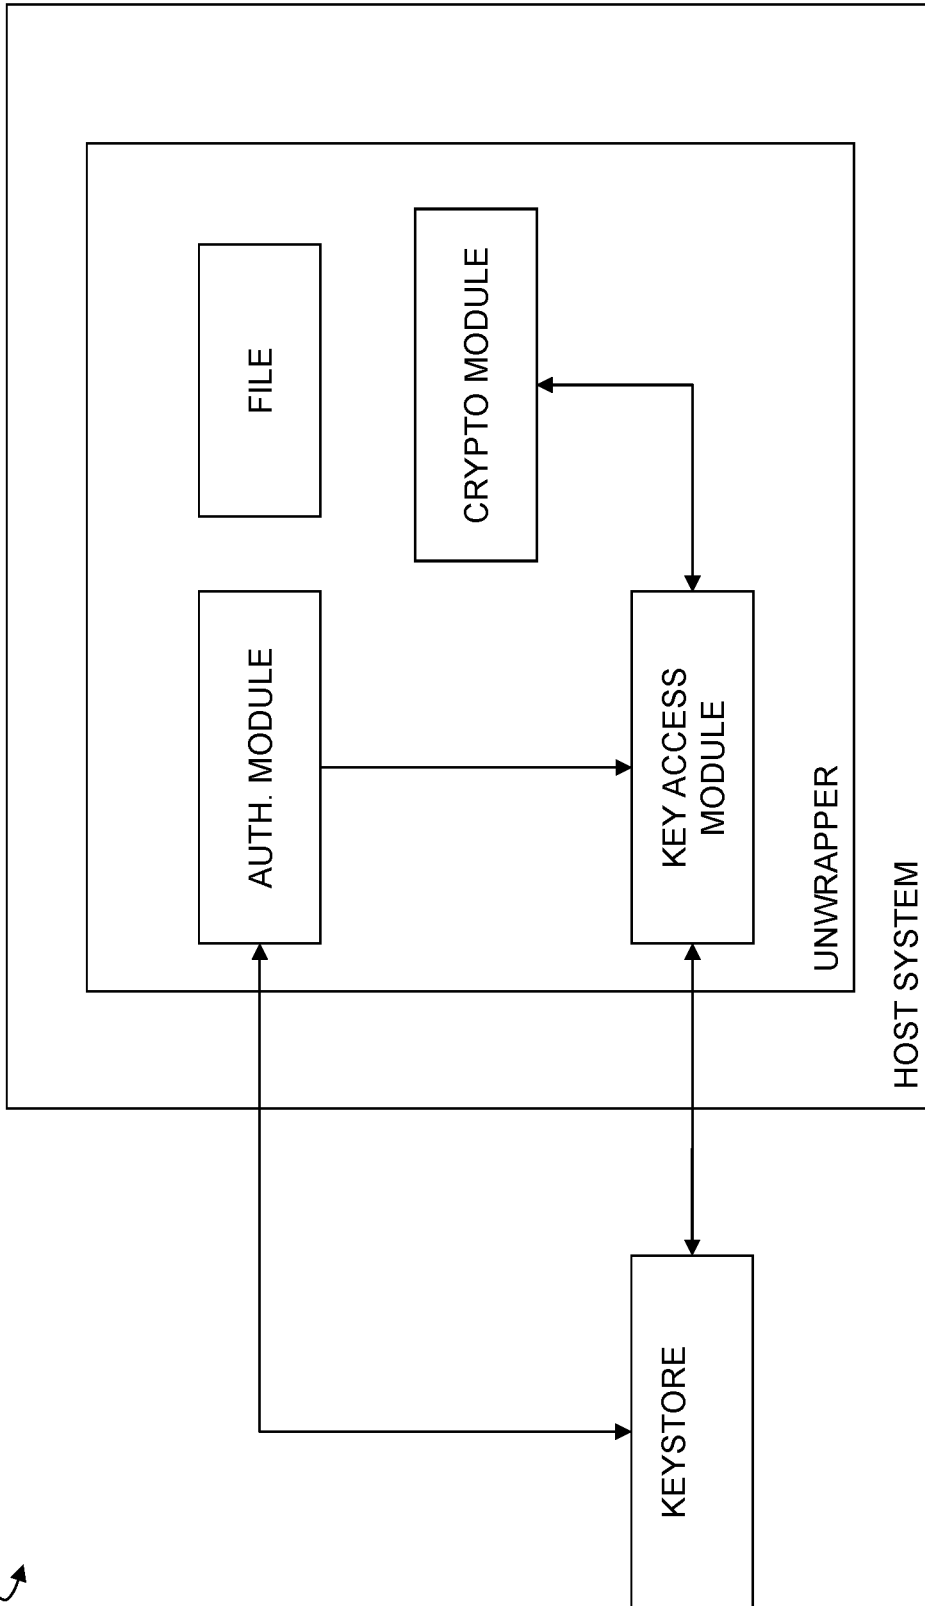 AUTH. MODULE
FILE
CRYPTO MODULE
KEYSTORE
KEY ACCESS
MODULE
UNWRAPPER
HOST SYSTEM